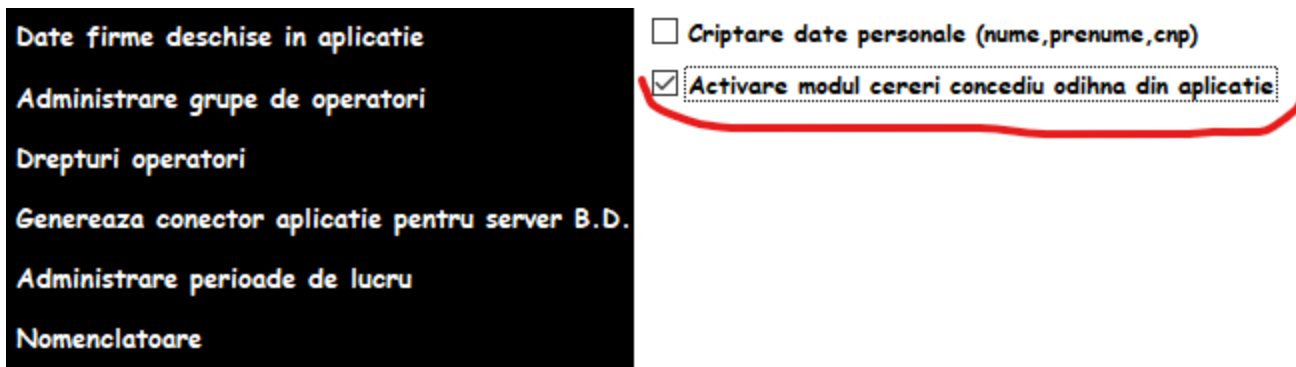 Date firme deschise in aplicatie
Administrare grupe de operatori
Drepturi operatori
Genereaza conector aplicatie pentru server B.D.
Administrare perioade de lucru
Nomenclatoare
Criptare date personale (nume,prenume,cnp)
Activare modul cereri concediu odihna din aplicatie